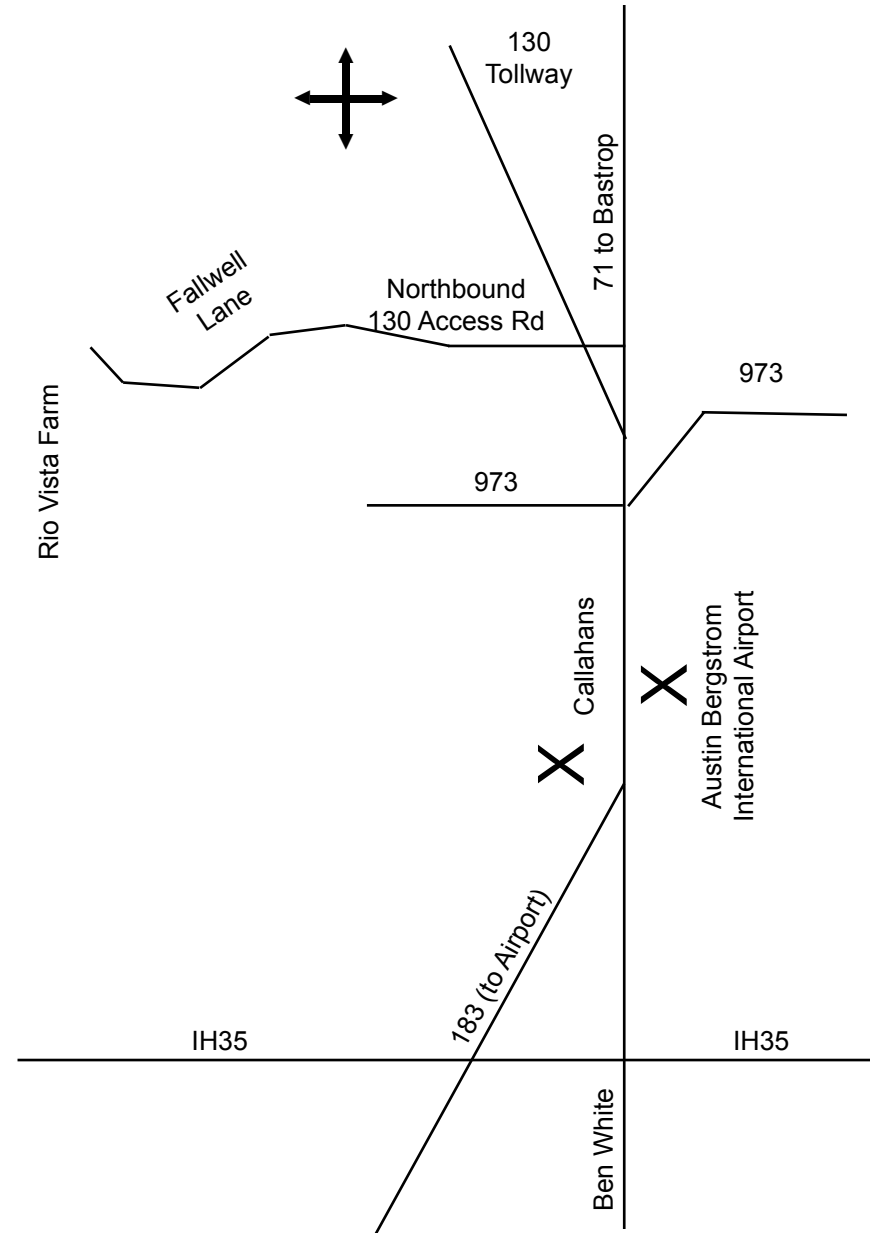 130
Tollway
71 to Bastrop
Fallwell
Lane
Northbound
130 Access Rd
973
Rio Vista Farm
973
Callahans
Austin Bergstrom
International Airport
183 (to Airport)
IH35
IH35
Ben White